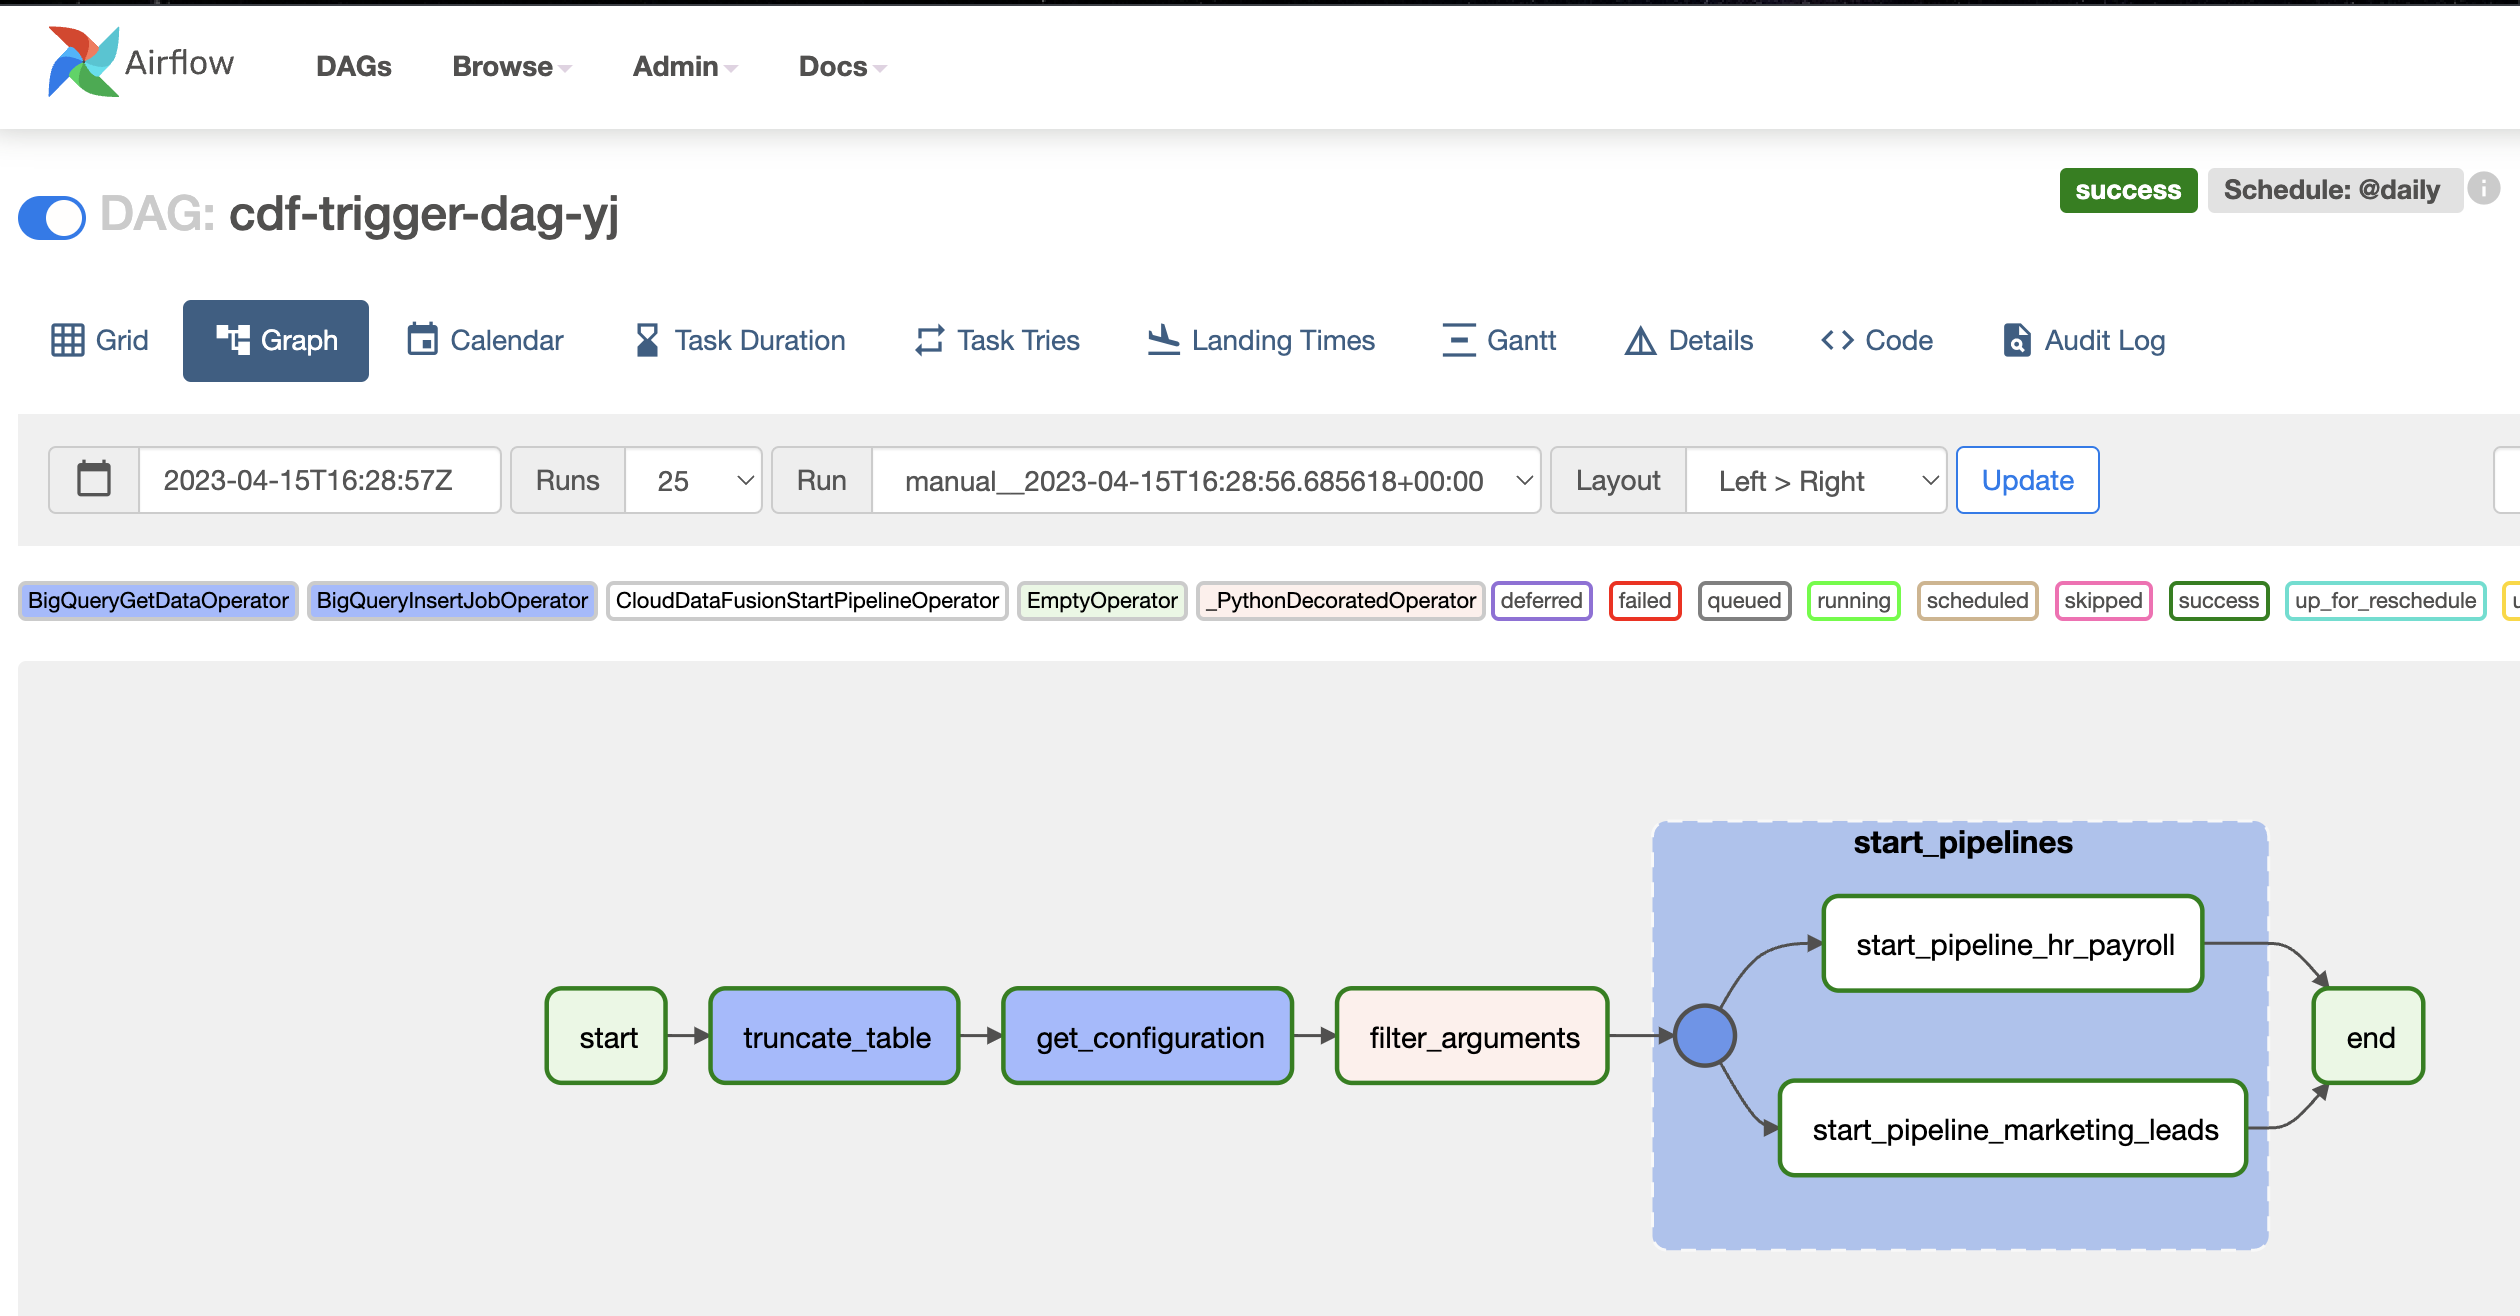 Airflow DAGs Browse Admin Docs
success Schedule: @daily i
DAG: cdf-trigger-dag-yj
Grid Graph Calendar Task Duration Task Tries Landing Times Gantt Details Code Audit Log
2023-04-15T16:28:57Z Runs 25 Run manual__2023-04-15T16:28:56.685618+00:00 Layout Left > Right Update
BigQueryGetDataOperator BigQueryInsertJobOperator CloudDataFusionStartPipelineOperator EmptyOperator _PythonDecoratedOperator deferred failed queued running scheduled skipped success up_for_reschedule
start_pipelines
start_pipeline_hr_payroll
start truncate_table get_configuration filter_arguments end
start_pipeline_marketing_leads